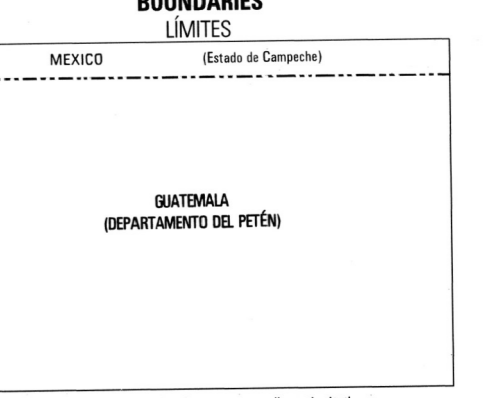 BOUNDARIES
LÍMITES
MEXICO (Estado de Campeche)
GUATEMALA
(DEPARTAMENTO DEL PETÉN)